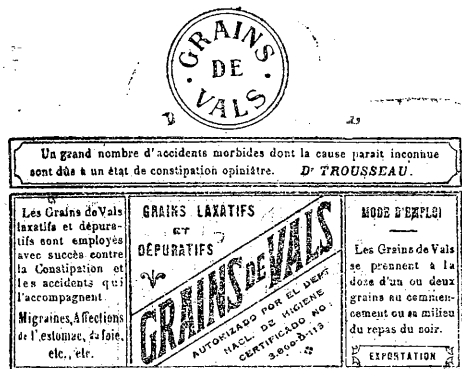 GRAINS
DE
VALS
Un grand nombre d'accidents morbides dont la cause parait inconnue
sont dûs à un état de constipation opiniâtre. Dr TROUSSEAU.
Les Grains de Vals
laxatifs et dépura-
tifs sont employés
avec succès contre
la Constipation et
les accidents qui
l'accompagnent
Migraines, Affections
de l'estomac, du foie,
etc., etc.
GRAINS LAXATIFS
ET
DÉPURATIFS
GRAINS DE VALS
AUTORIZADO POR EL DEPT
NACL. DE HIGIENE
CERTIFICADO NO:
MODE D'EMPLOI
Les Grains de Vals
se prennent à la
doze d'un ou deux
grains au commen-
cement ou au milieu
du repas du soir.
EXPORTATION